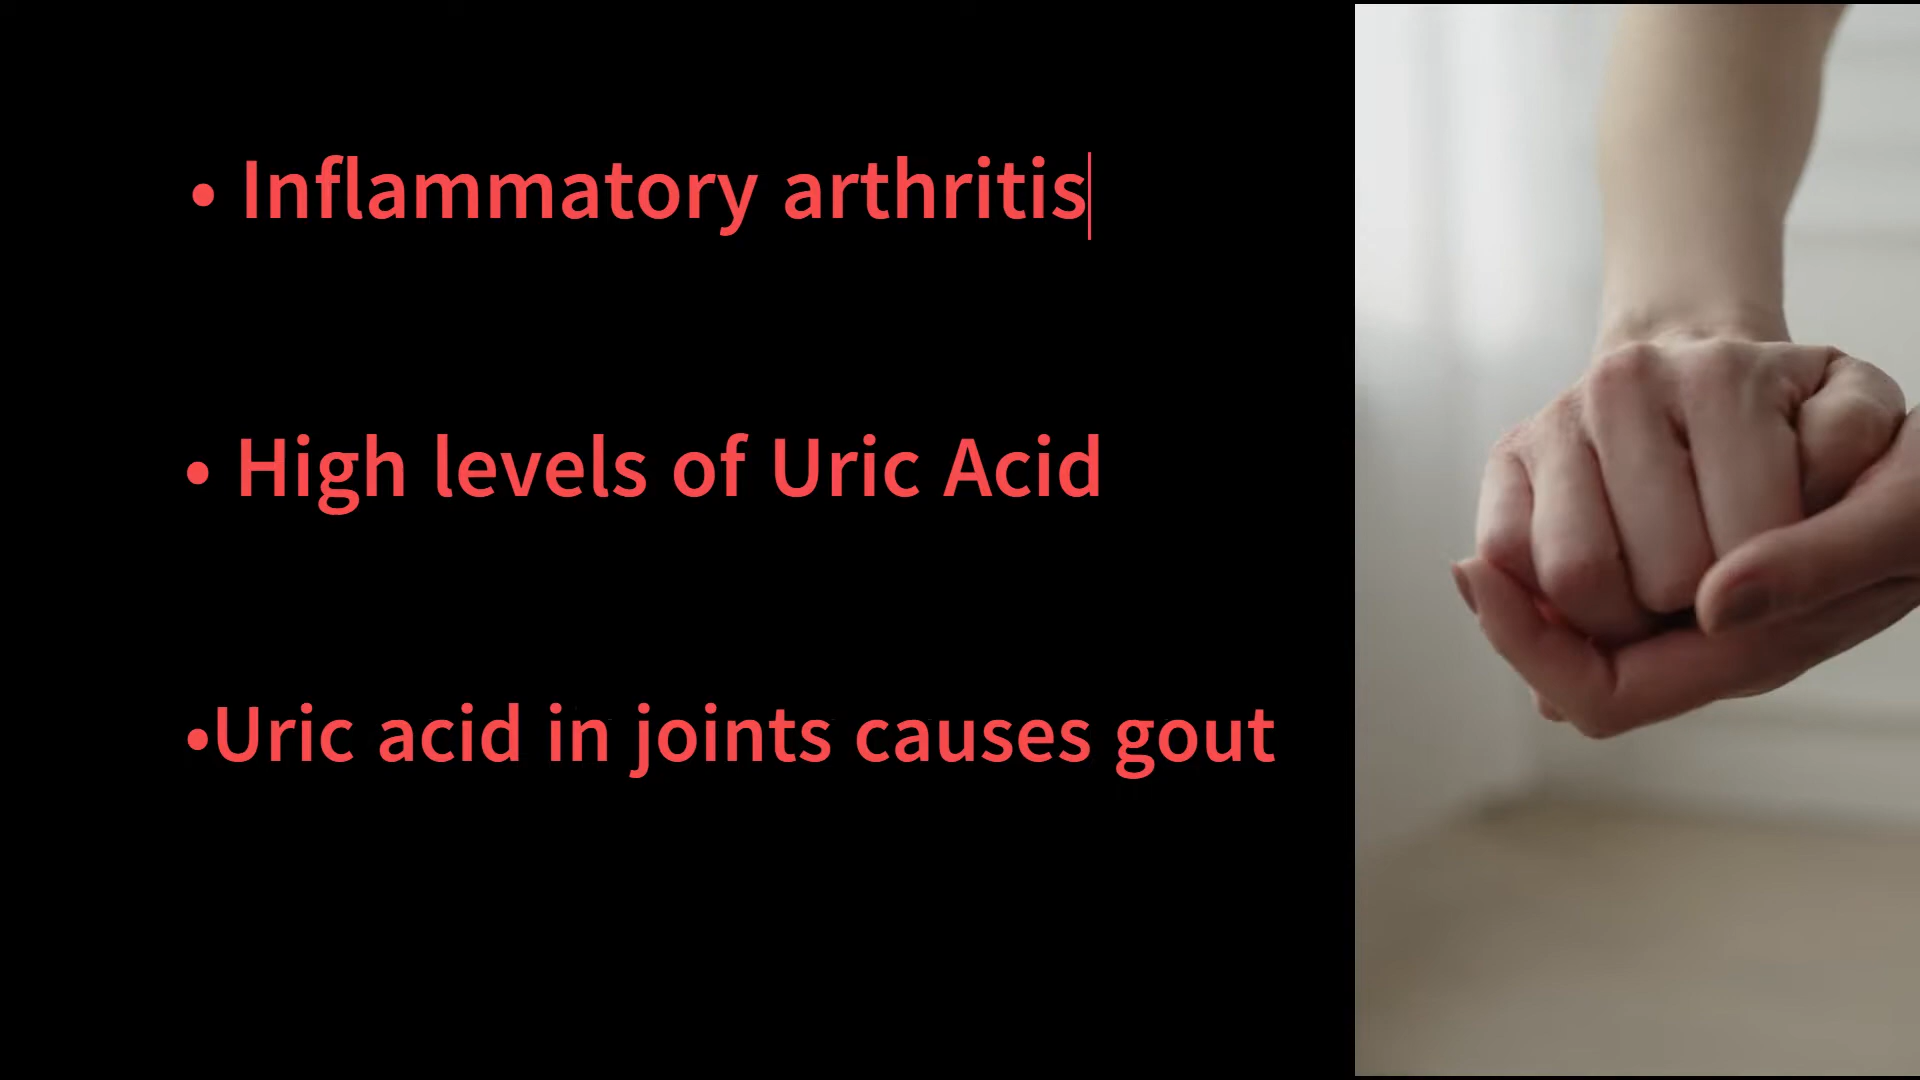 • Inflammatory arthritis
• High levels of Uric Acid
•Uric acid in joints causes gout